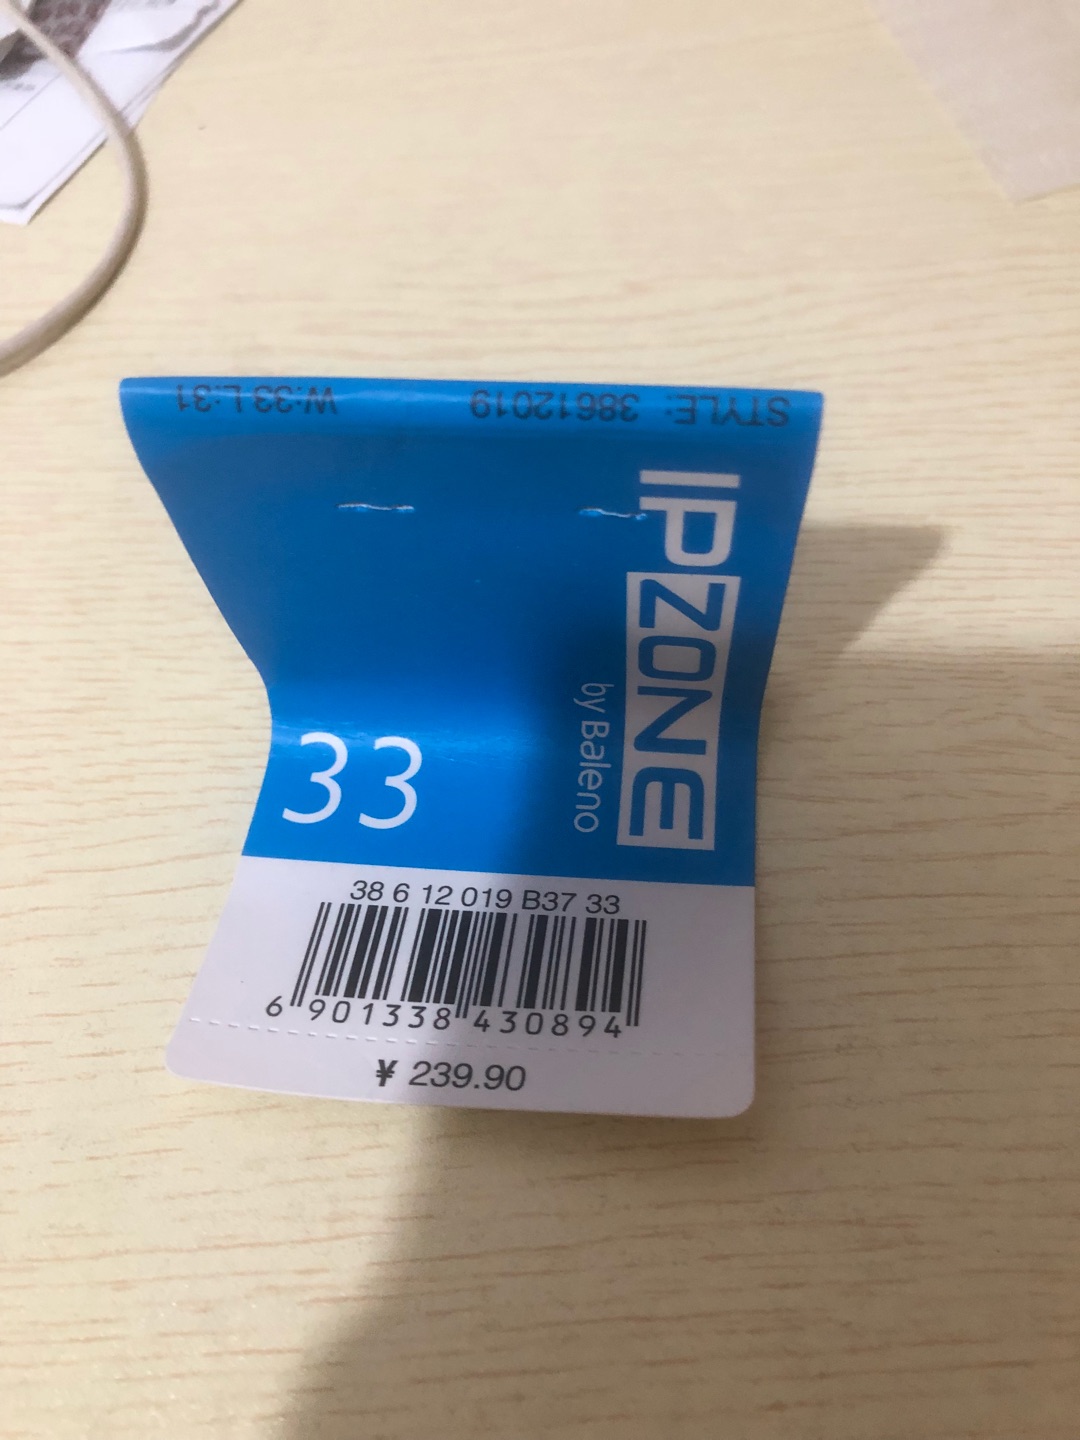 STYLE: 38612019 W:33 L:31
IPZONE
by Baleno
33
38 6 12 019 B37 33
6 901338 430894
¥ 239.90